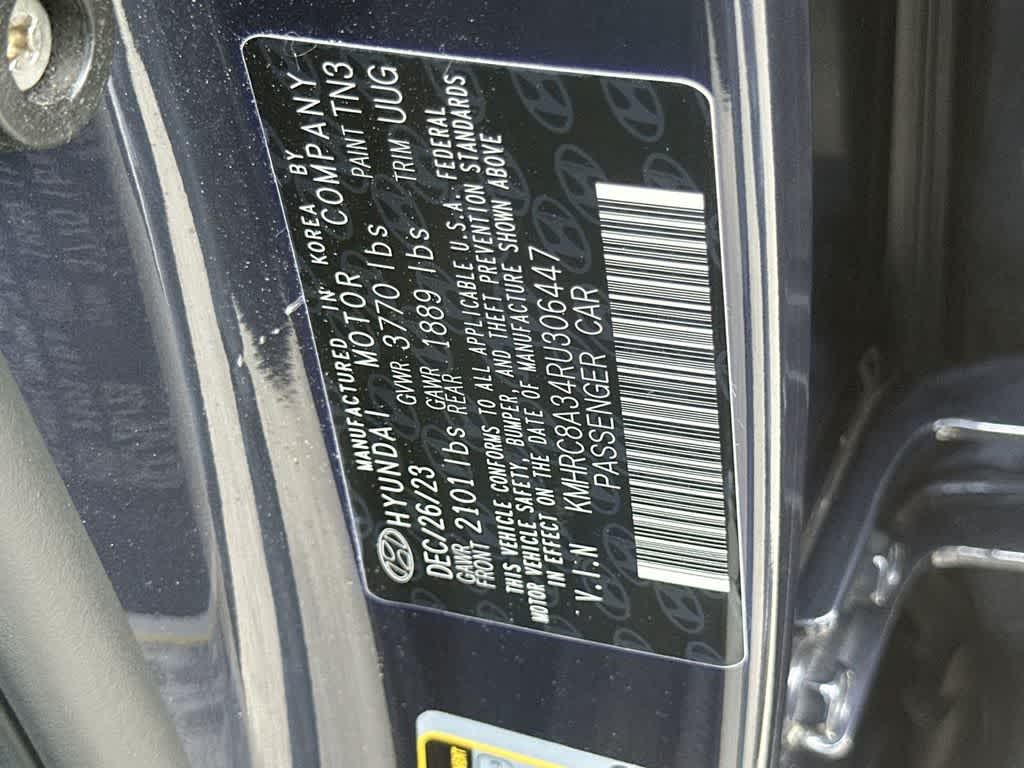 MANUFACTURED IN KOREA BY
HYUNDAI MOTOR COMPANY
DEC/26/23 GVWR 3770 lbs PAINT TN3
GAWR FRONT 2101 lbs GAWR REAR 1889 lbs TRIM UUG
THIS VEHICLE CONFORMS TO ALL APPLICABLE U.S.A. FEDERAL
MOTOR VEHICLE SAFETY, BUMPER, AND THEFT PREVENTION STANDARDS
IN EFFECT ON THE DATE OF MANUFACTURE SHOWN ABOVE
V.I.N KMHRC8A34RU306447
PASSENGER CAR